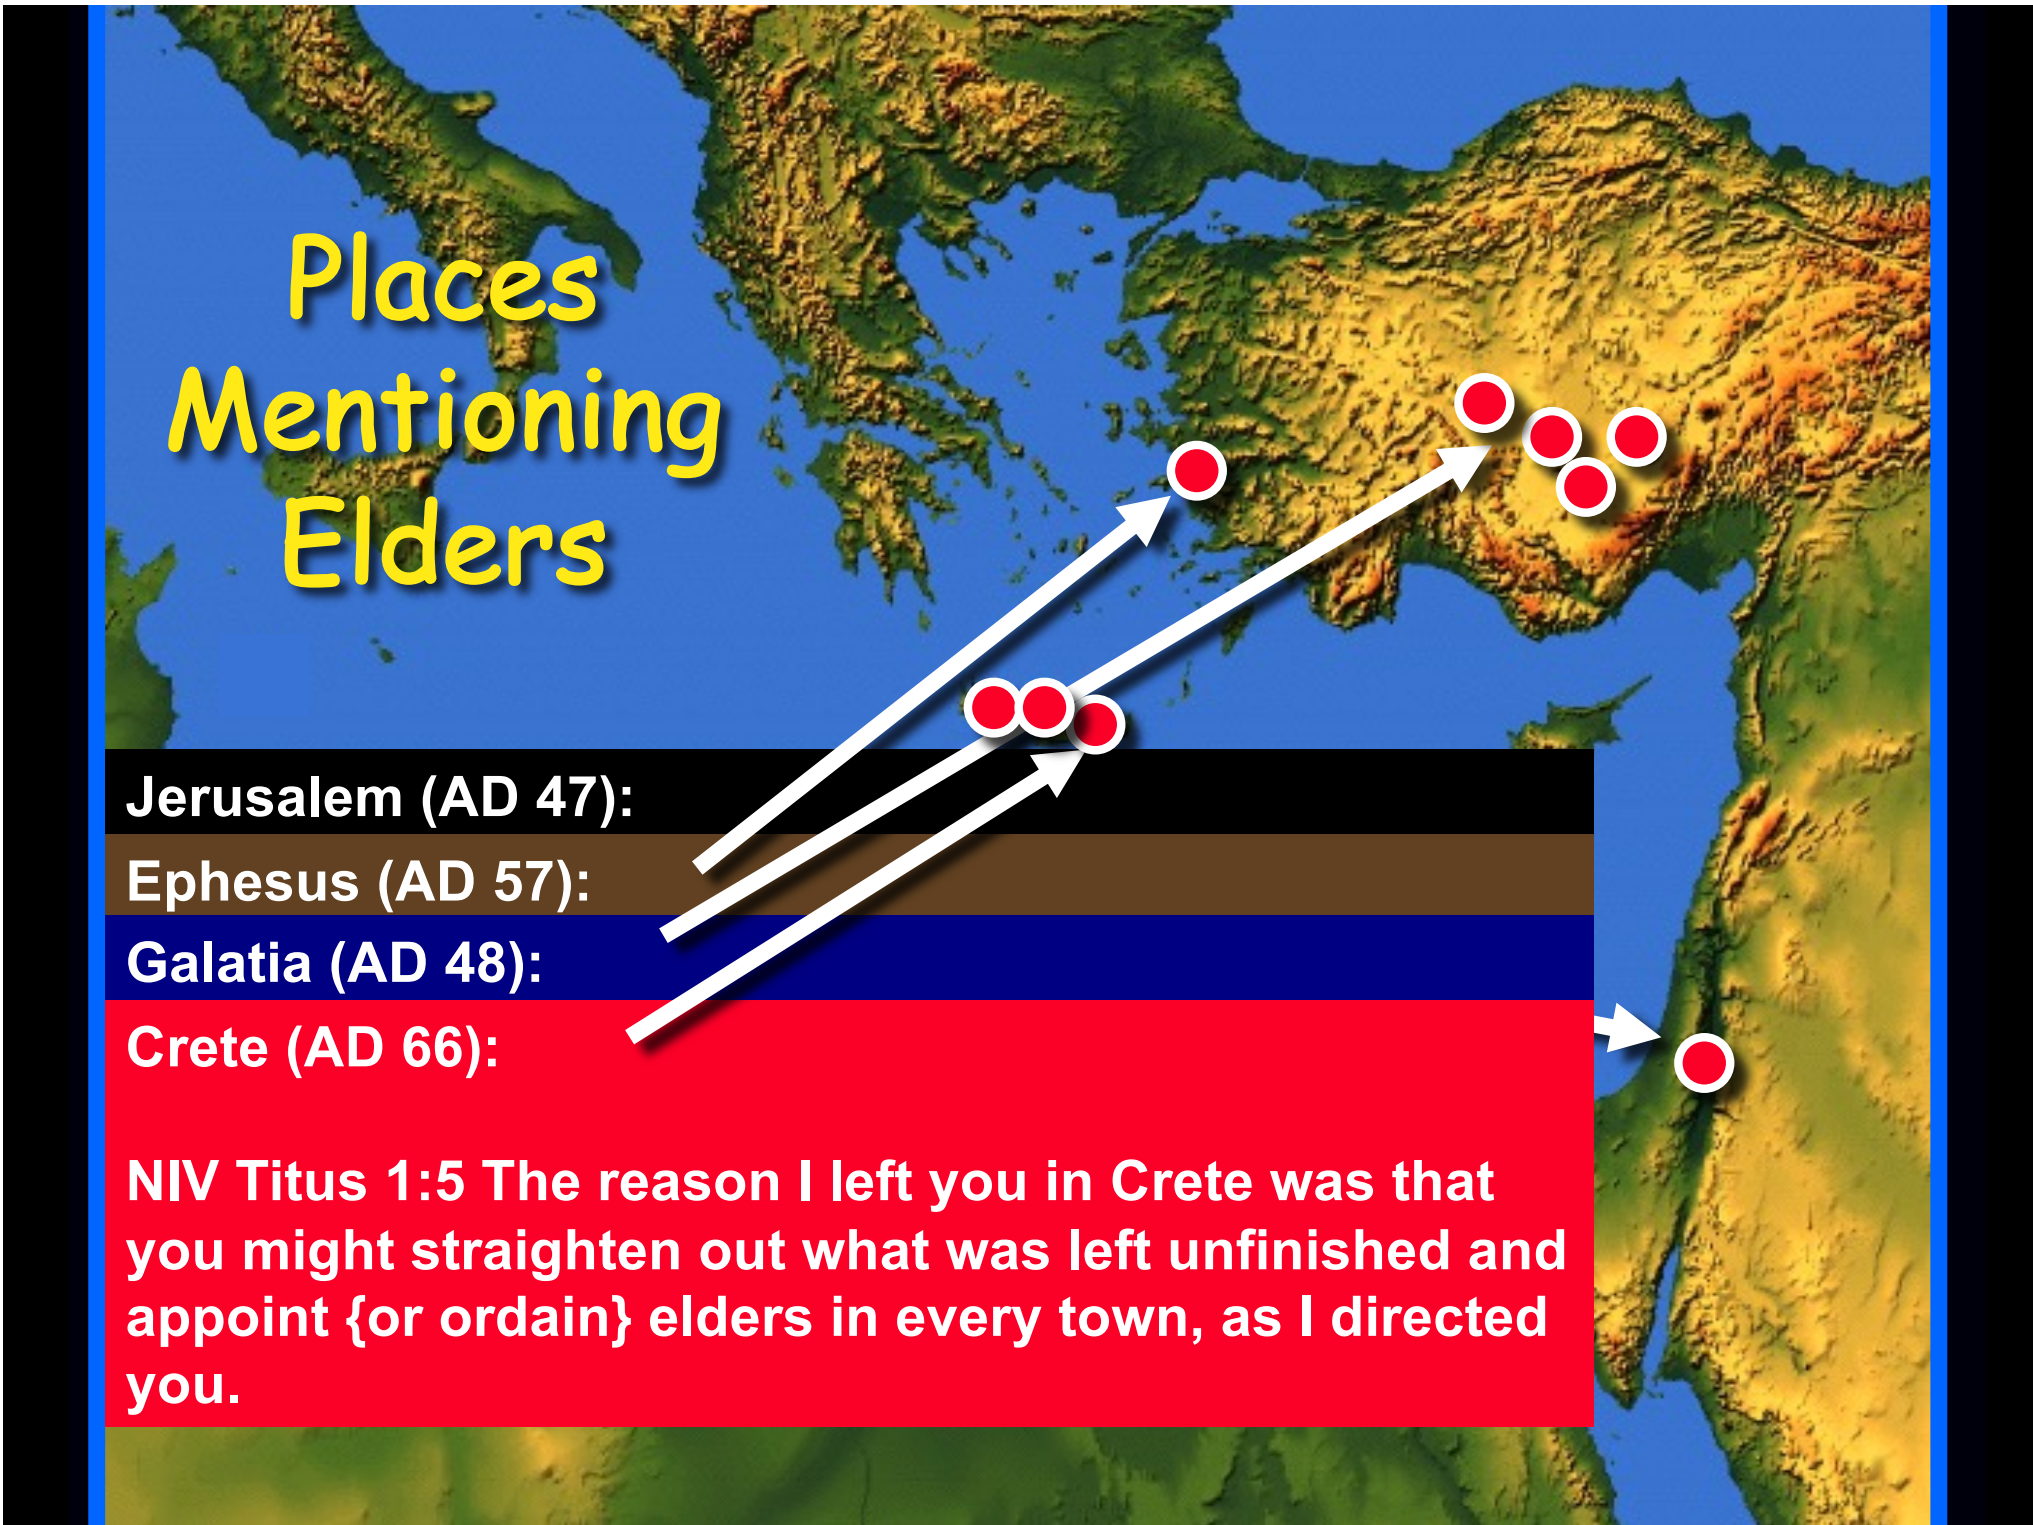 Places
Mentioning
Elders
Jerusalem (AD 47):
Ephesus (AD 57):
Galatia (AD 48):
Crete (AD 66):
NIV Titus 1:5 The reason I left you in Crete was that
you might straighten out what was left unfinished and
appoint {or ordain} elders in every town, as I directed
you.